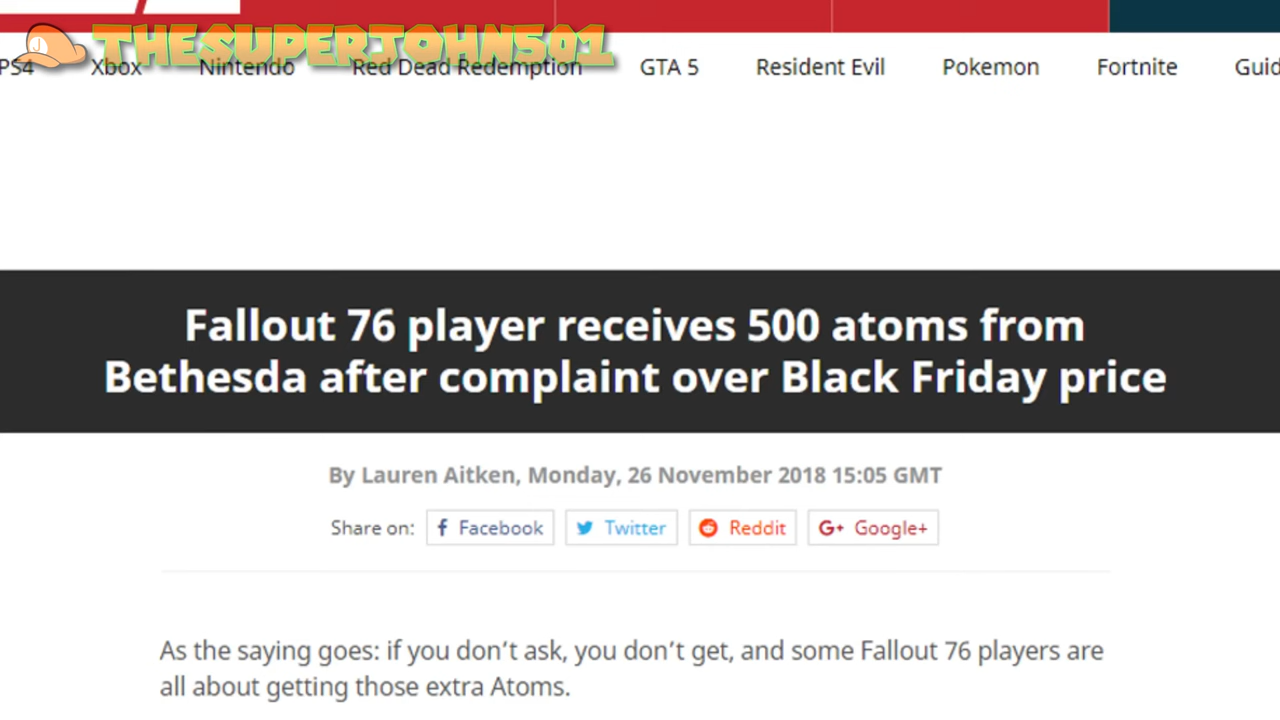 THESUPERJOHN501
PS4 Xbox Nintendo Red Dead Redemption GTA 5 Resident Evil Pokemon Fortnite Guid
Fallout 76 player receives 500 atoms from
Bethesda after complaint over Black Friday price
By Lauren Aitken, Monday, 26 November 2018 15:05 GMT
Share on: Facebook Twitter Reddit G+ Google+
As the saying goes: if you don’t ask, you don’t get, and some Fallout 76 players are
all about getting those extra Atoms.